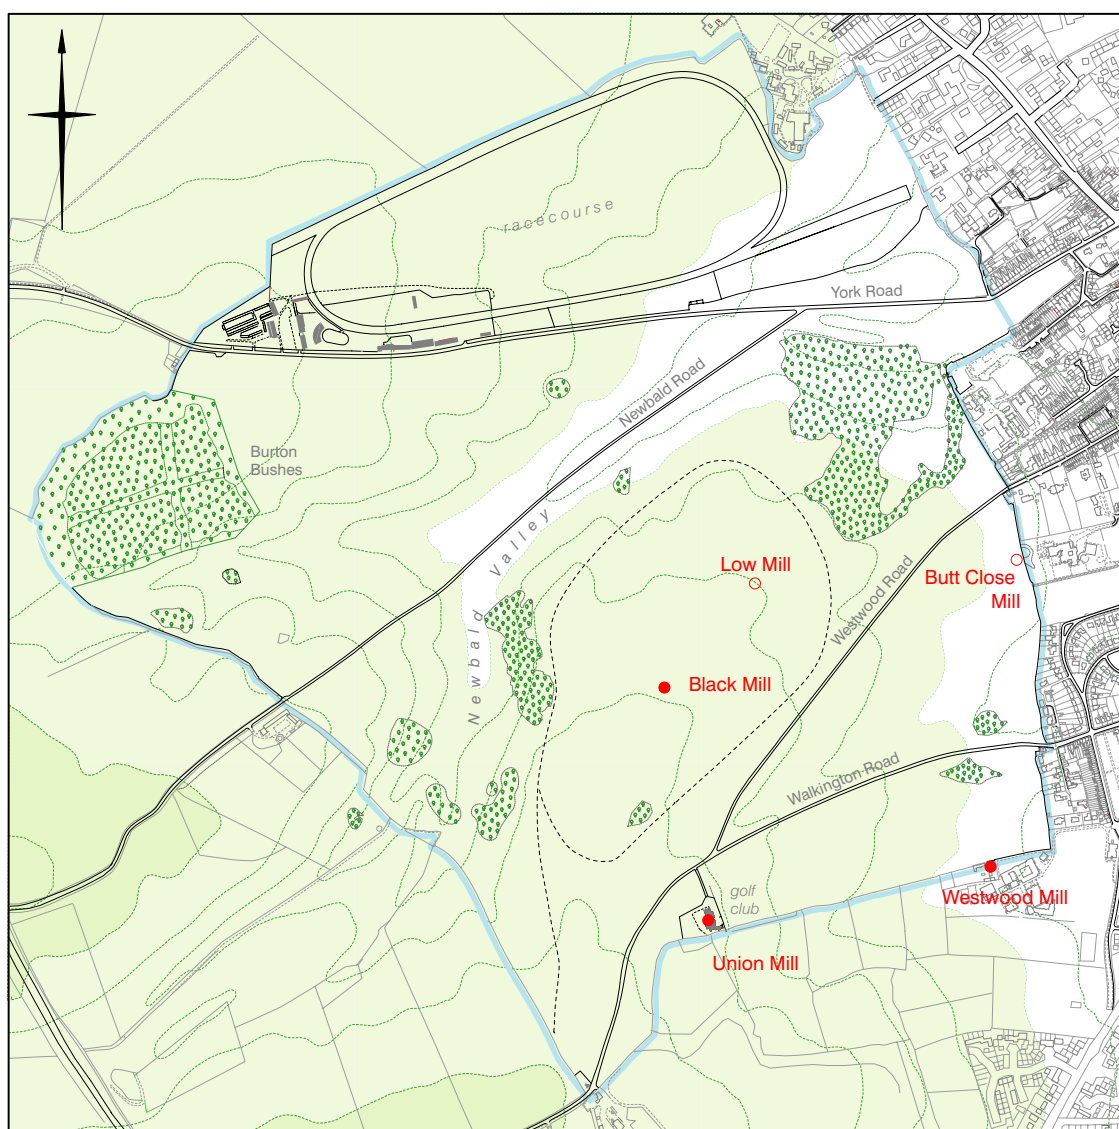 racecourse
York Road
Newbald Road
Burton
Bushes
Newbald Valley
Low Mill
Westwood Road
Butt Close
Mill
Black Mill
Walkington Road
golf
club
Westwood Mill
Union Mill